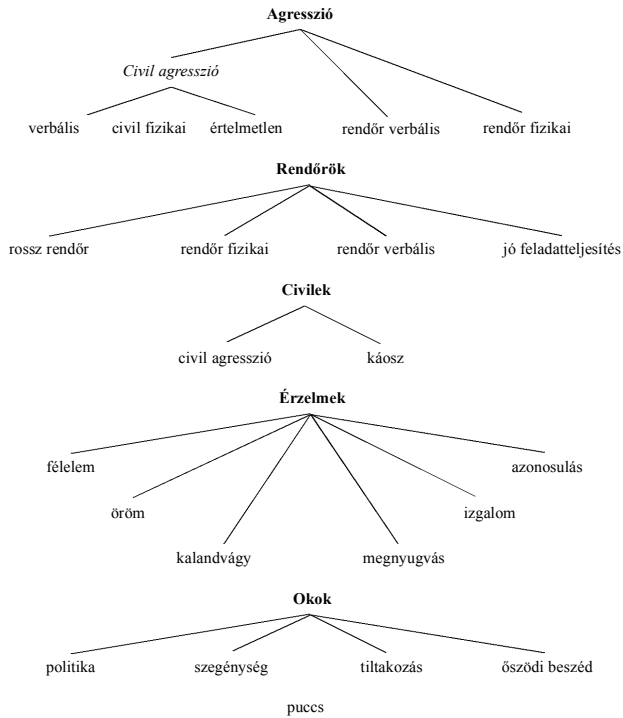 Agresszió
Civil agresszió
verbális civil fizikai értelmetlen rendőr verbális rendőr fizikai
Rendőrök
rossz rendőr rendőr fizikai rendőr verbális jó feladatteljesítés
Civilek
civil agresszió káosz
Érzelmek
félelem azonosulás
öröm izgalom
kalandvágy megnyugvás
Okok
politika szegénység tiltakozás őszödi beszéd
puccs